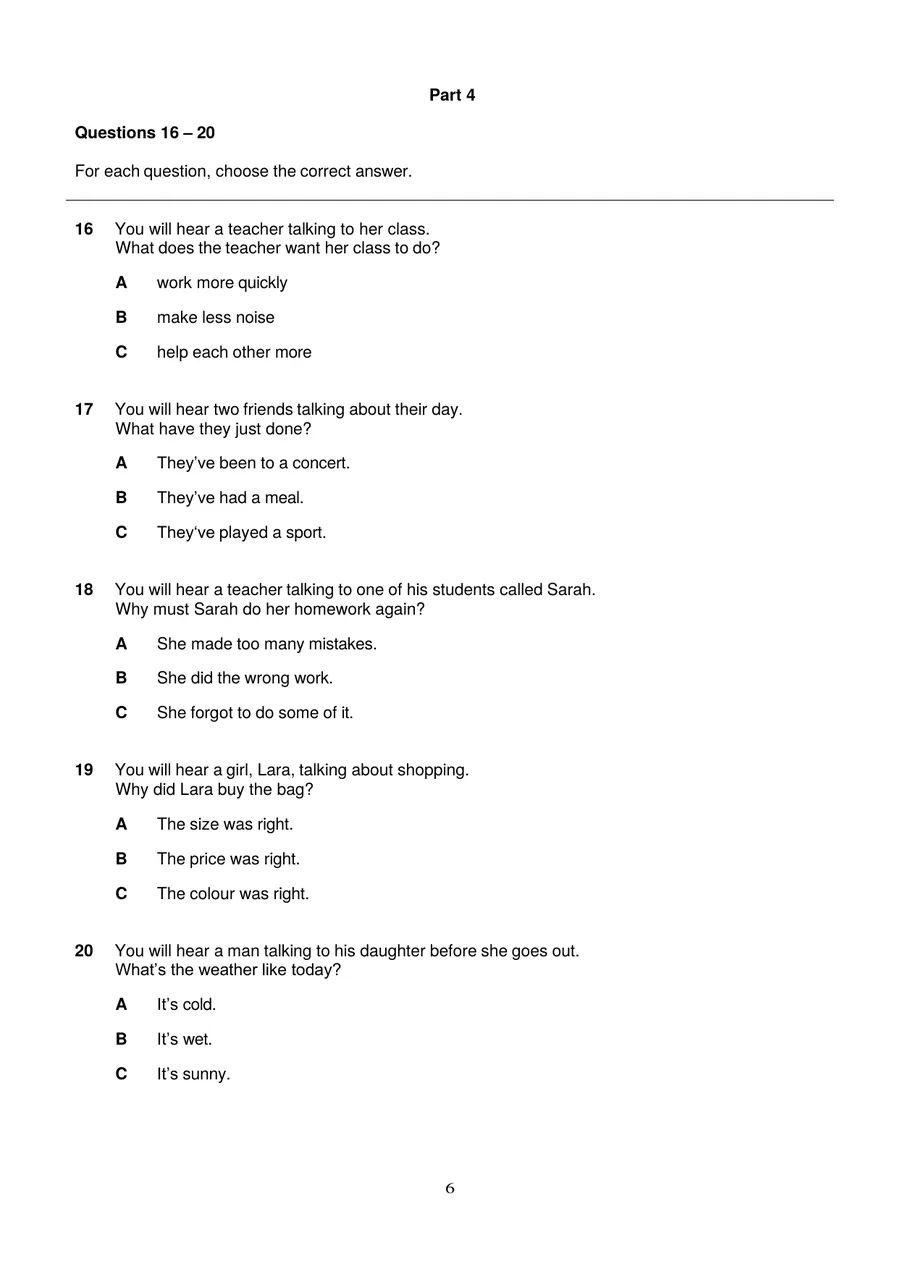 Part 4
Questions 16 – 20
For each question, choose the correct answer.
16 You will hear a teacher talking to her class.
What does the teacher want her class to do?
A work more quickly
B make less noise
C help each other more
17 You will hear two friends talking about their day.
What have they just done?
A They’ve been to a concert.
B They’ve had a meal.
C They‘ve played a sport.
18 You will hear a teacher talking to one of his students called Sarah.
Why must Sarah do her homework again?
A She made too many mistakes.
B She did the wrong work.
C She forgot to do some of it.
19 You will hear a girl, Lara, talking about shopping.
Why did Lara buy the bag?
A The size was right.
B The price was right.
C The colour was right.
20 You will hear a man talking to his daughter before she goes out.
What’s the weather like today?
A It’s cold.
B It’s wet.
C It’s sunny.
6